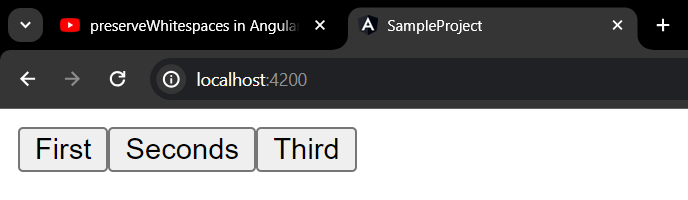 preserveWhitespaces in Angular
SampleProject
localhost:4200
First Seconds Third